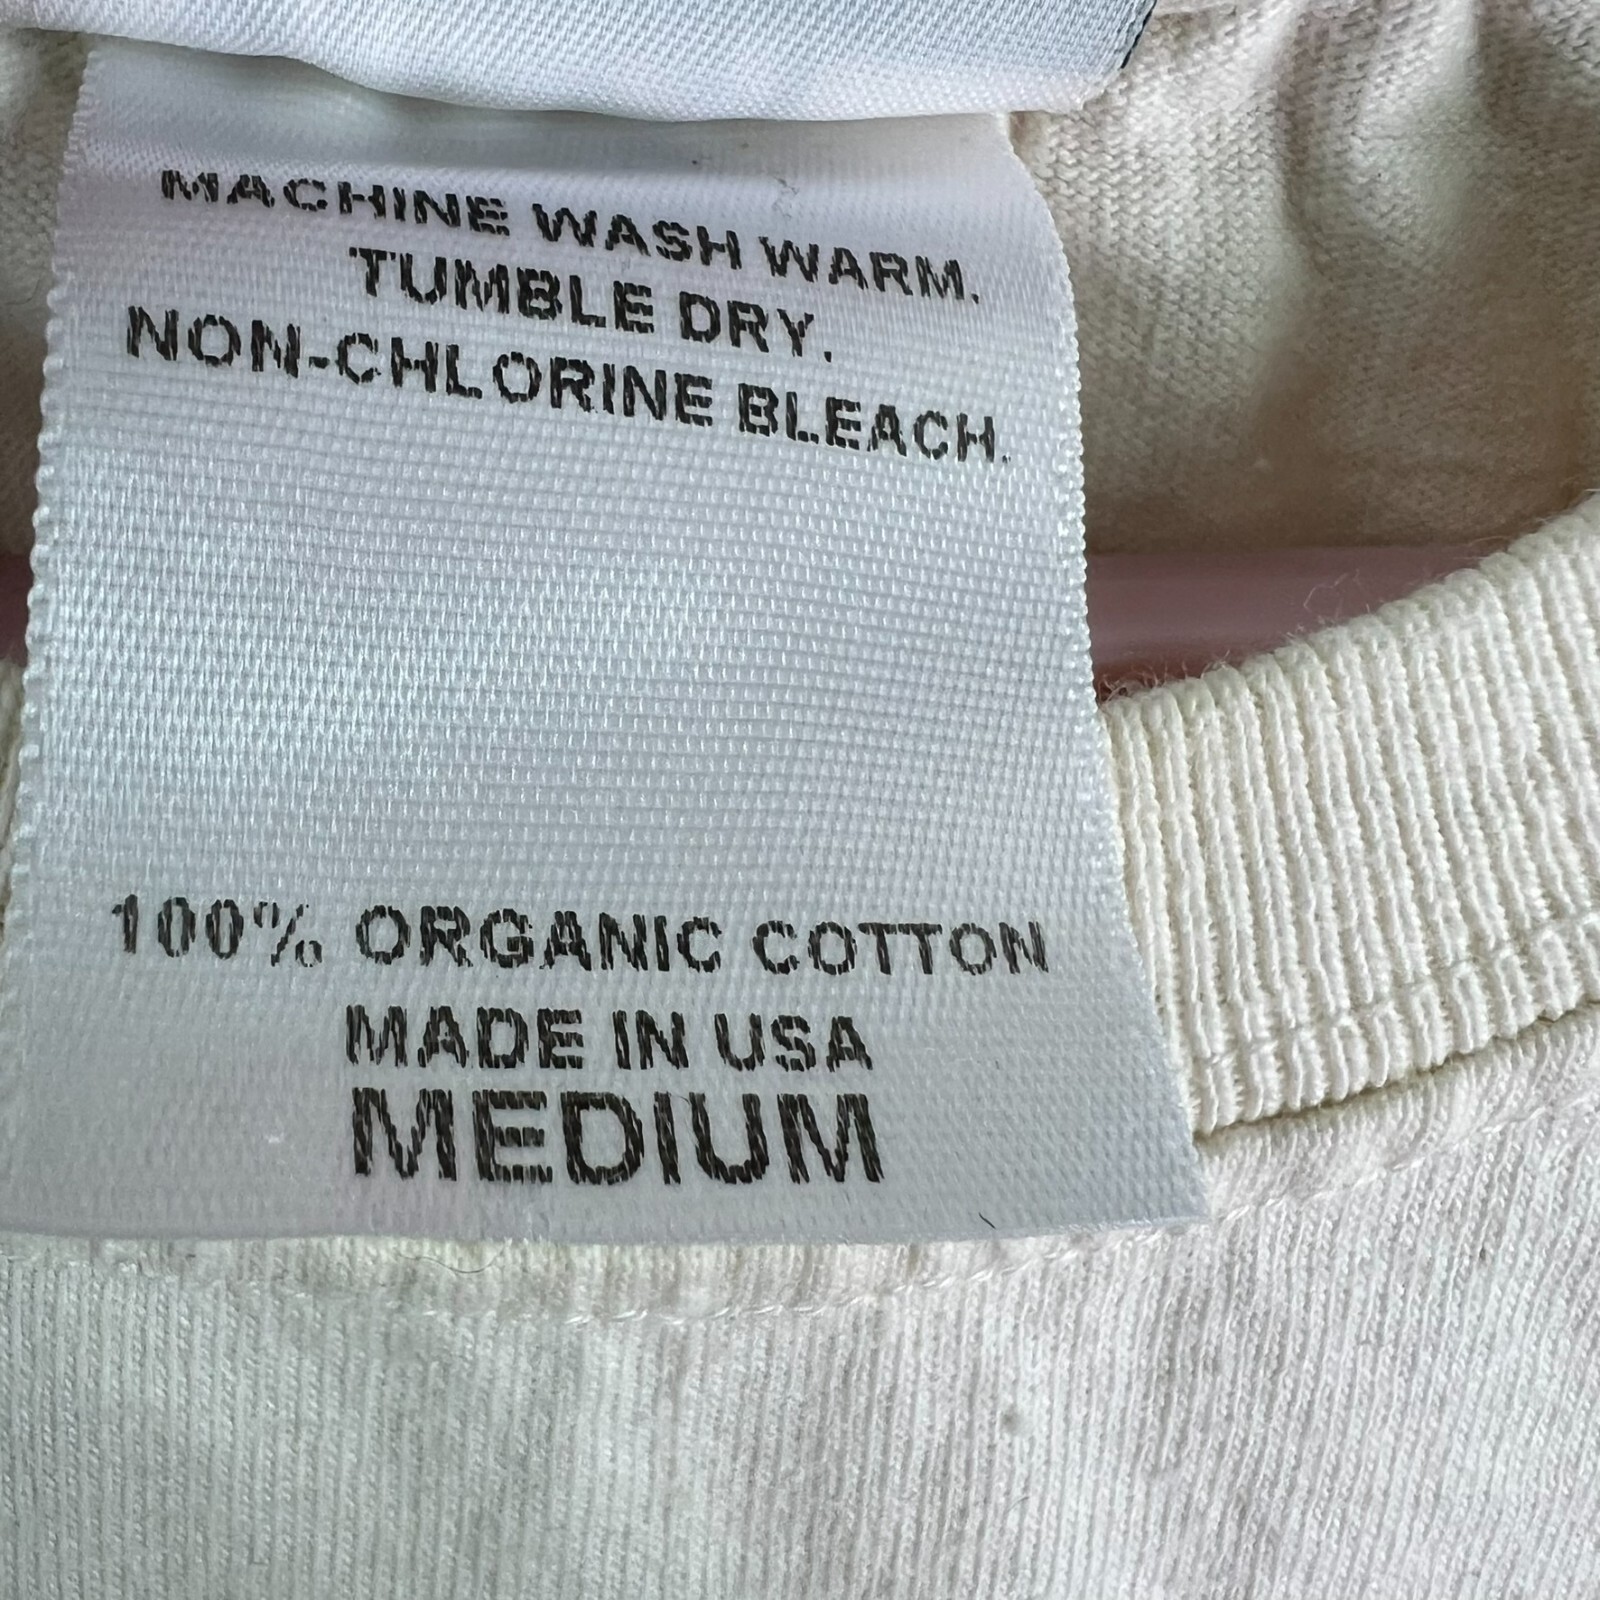 MACHINE WASH WARM.
TUMBLE DRY.
NON-CHLORINE BLEACH.
100% ORGANIC COTTON
MADE IN USA
MEDIUM